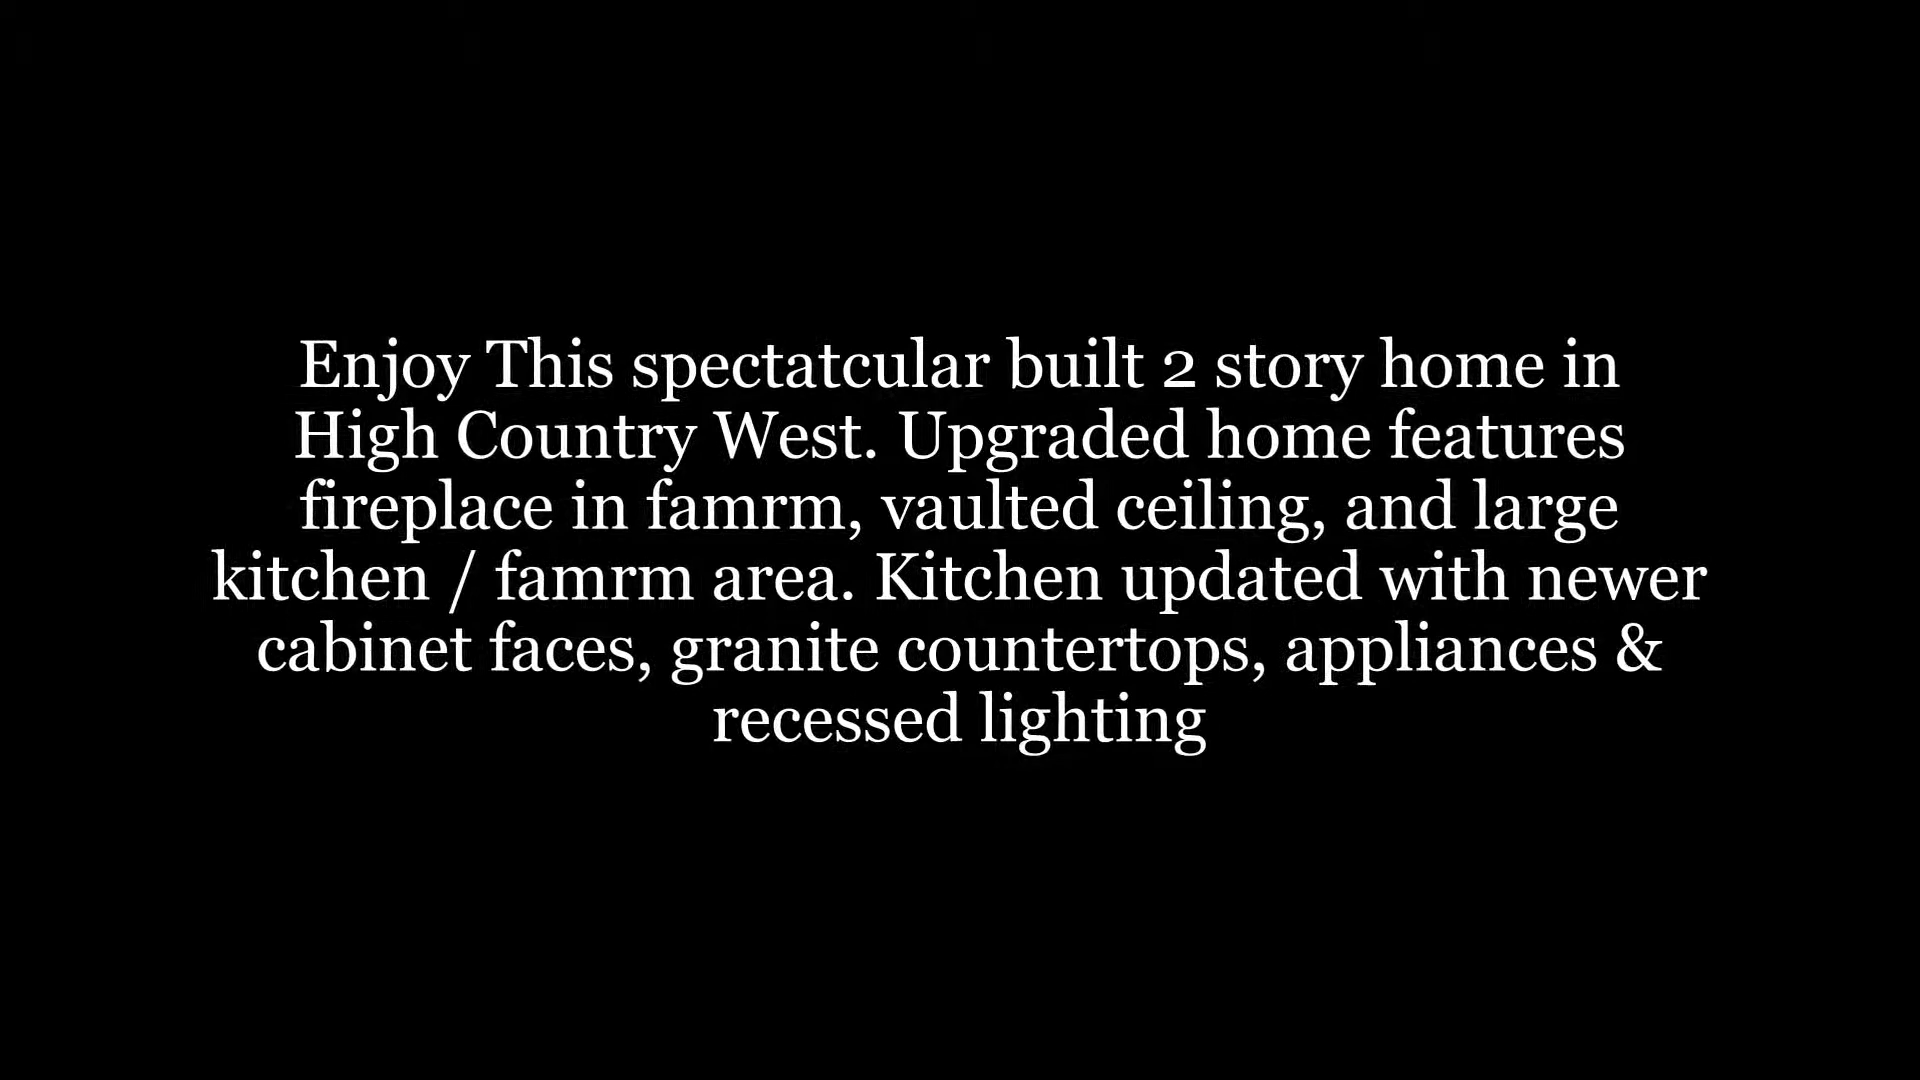 Enjoy This spectatcular built 2 story home in
High Country West. Upgraded home features
fireplace in famrm, vaulted ceiling, and large
kitchen / famrm area. Kitchen updated with newer
cabinet faces, granite countertops, appliances &
recessed lighting